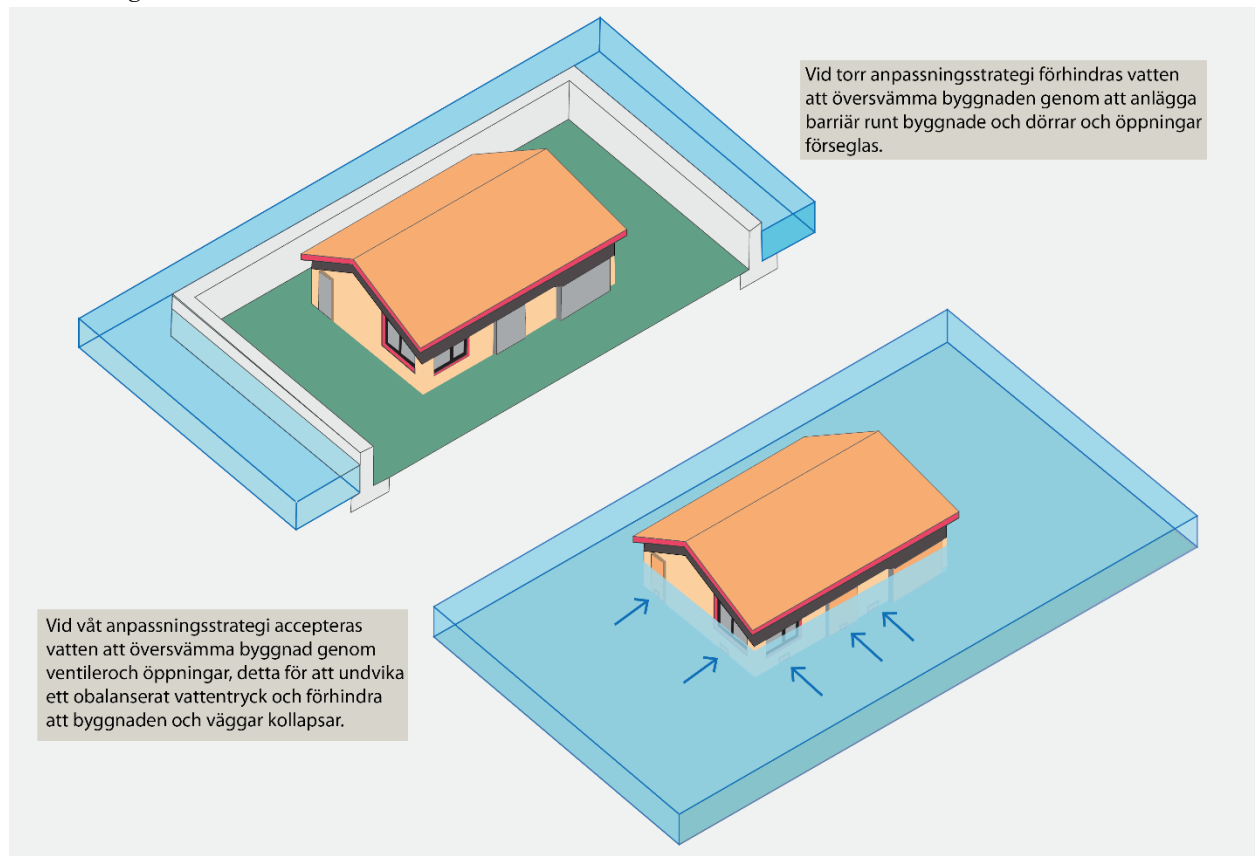 Vid torr anpassningsstrategi förhindras vatten
att översvämma byggnaden genom att anlägga
barriär runt byggnade och dörrar och öppningar
förseglas.
Vid våt anpassningsstrategi accepteras
vatten att översvämma byggnad genom
ventileroch öppningar, detta för att undvika
ett obalanserat vattentryck och förhindra
att byggnaden och väggar kollapsar.